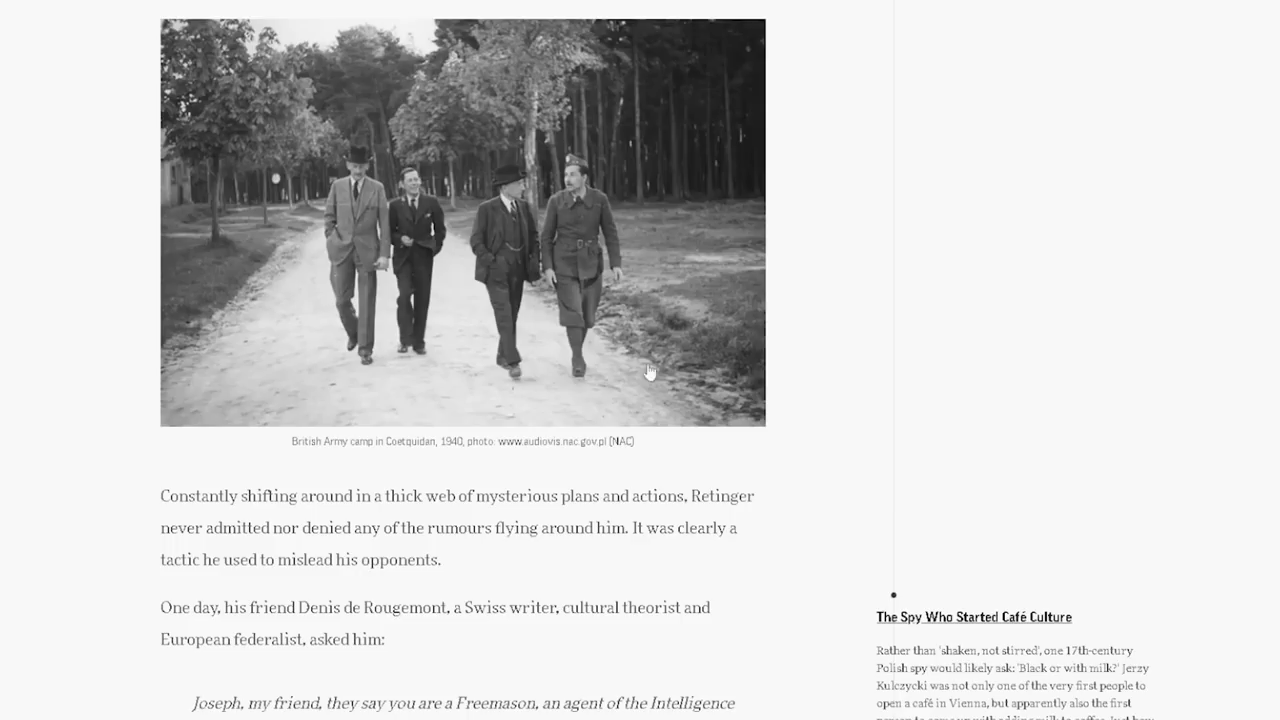 British Army camp in Coetquidan, 1940, photo: www.audiovis.nac.gov.pl (NAC)
Constantly shifting around in a thick web of mysterious plans and actions, Retinger
never admitted nor denied any of the rumours flying around him. It was clearly a
tactic he used to mislead his opponents.
One day, his friend Denis de Rougemont, a Swiss writer, cultural theorist and
European federalist, asked him:
Joseph, my friend, they say you are a Freemason, an agent of the Intelligence
The Spy Who Started Café Culture
Rather than 'shaken, not stirred', one 17th-century
Polish spy would likely ask: 'Black or with milk?' Jerzy
Kulczycki was not only one of the very first people to
open a café in Vienna, but apparently also the first